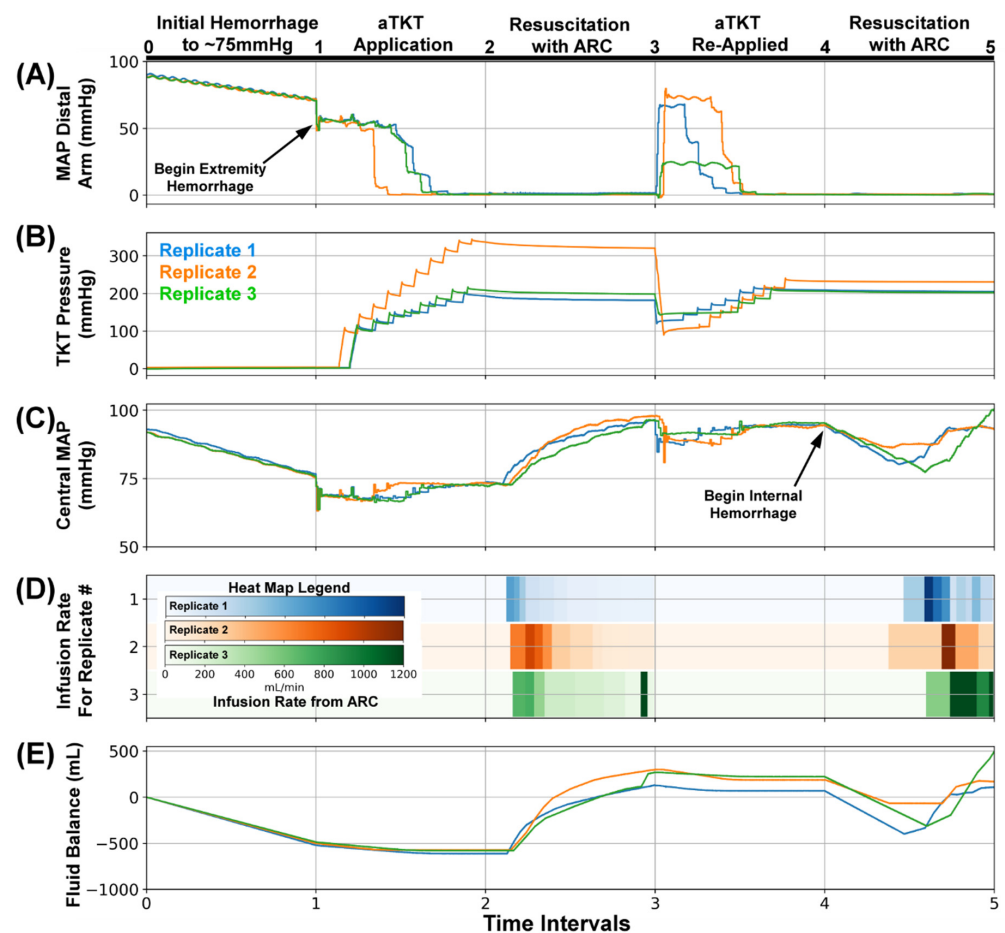 Initial Hemorrhage to ~75mmHg
aTKT Application
Resuscitation with ARC
aTKT Re-Applied
Resuscitation with ARC
0 1 2 3 4 5
(A)
MAP Distal
Arm (mmHg)
100
50
0
Begin Extremity
Hemorrhage
(B)
TKT Pressure
(mmHg)
300
200
100
0
Replicate 1
Replicate 2
Replicate 3
(C)
Central MAP
(mmHg)
100
75
50
Begin Internal
Hemorrhage
(D)
Infusion Rate
For Replicate #
1
2
3
Heat Map Legend
Replicate 1
Replicate 2
Replicate 3
0 200 400 600 800 1000 1200
mL/min
Infusion Rate from ARC
(E)
Fluid Balance (mL)
500
0
−500
−1000
0 1 2 3 4 5
Time Intervals